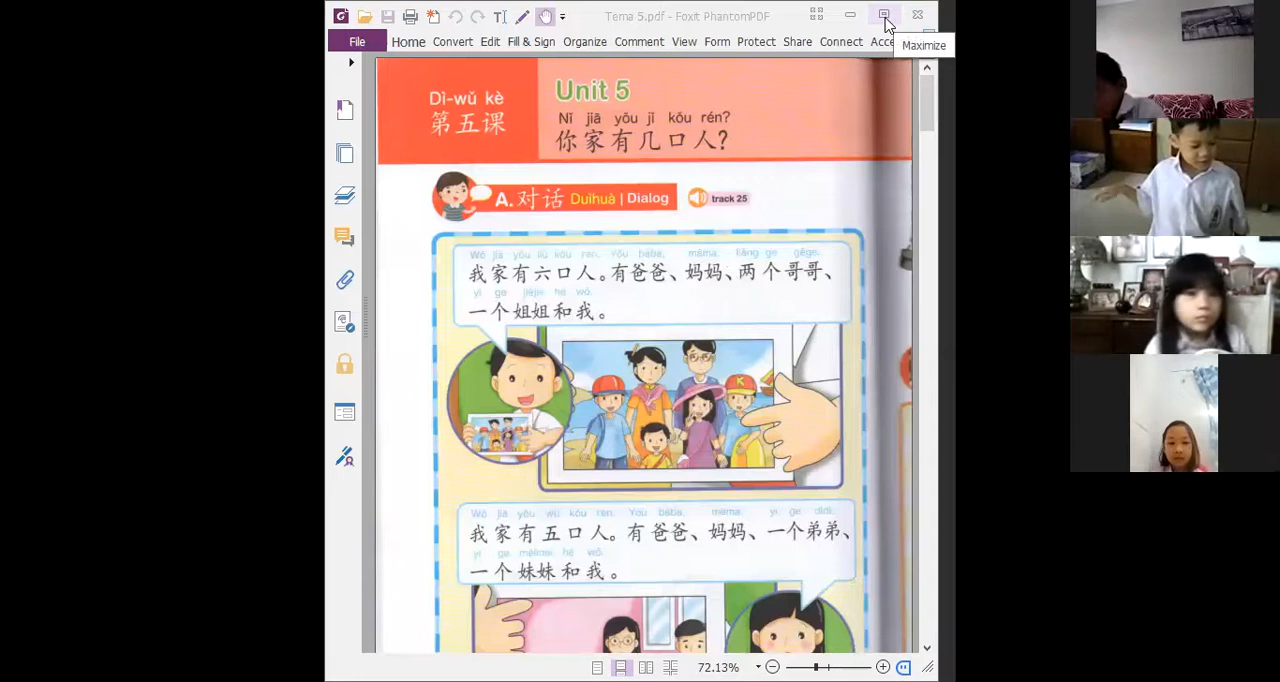 Tema 5.pdf - Foxit PhantomPDF
File Home Convert Edit Fill & Sign Organize Comment View Form Protect Share Connect Acce
Maximize
Dì-wǔ kè
第五课
Unit 5
Nǐ jiā yǒu jǐ kǒu rén?
你家有几口人?
A. 对话 Duìhuà | Dialog
track 25
Wǒ jiā yǒu liù kǒu rén. Yǒu bàba, māma, liǎng ge gēge,
我家有六口人。有爸爸、妈妈、两个哥哥、
yí ge jiějie hé wǒ.
一个姐姐和我。
Wǒ jiā yǒu wǔ kǒu rén. Yǒu bàba, māma, yí ge dìdi,
我家有五口人。有爸爸、妈妈、一个弟弟、
yí ge mèimei hé wǒ.
一个妹妹和我。
72.13%